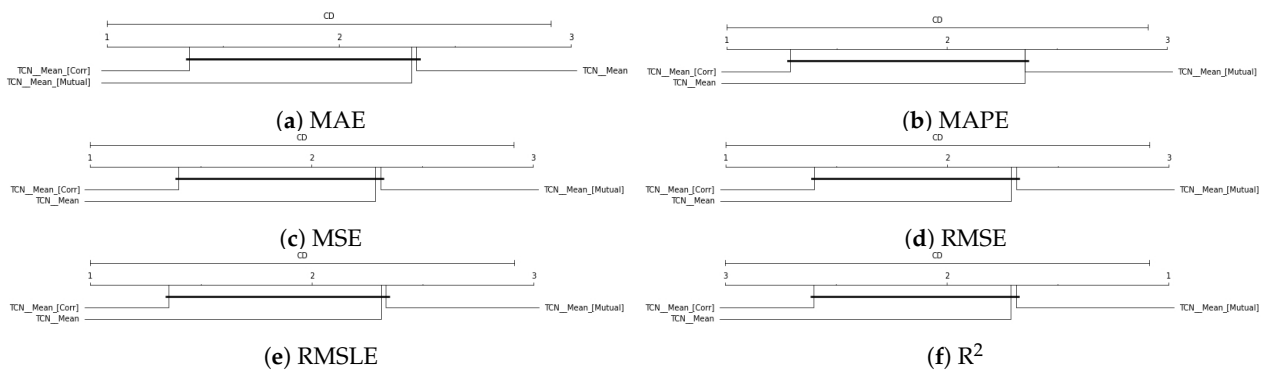 CD
1 2 3
TCN__Mean_[Corr] TCN__Mean
TCN__Mean_[Mutual]
(a) MAE
CD
1 2 3
TCN__Mean_[Corr] TCN__Mean_[Mutual]
TCN__Mean
(b) MAPE
CD
1 2 3
TCN__Mean_[Corr] TCN__Mean_[Mutual]
TCN__Mean
(c) MSE
CD
1 2 3
TCN__Mean_[Corr] TCN__Mean_[Mutual]
TCN__Mean
(d) RMSE
CD
1 2 3
TCN__Mean_[Corr] TCN__Mean_[Mutual]
TCN__Mean
(e) RMSLE
CD
3 2 1
TCN__Mean_[Corr] TCN__Mean_[Mutual]
TCN__Mean
(f) R²